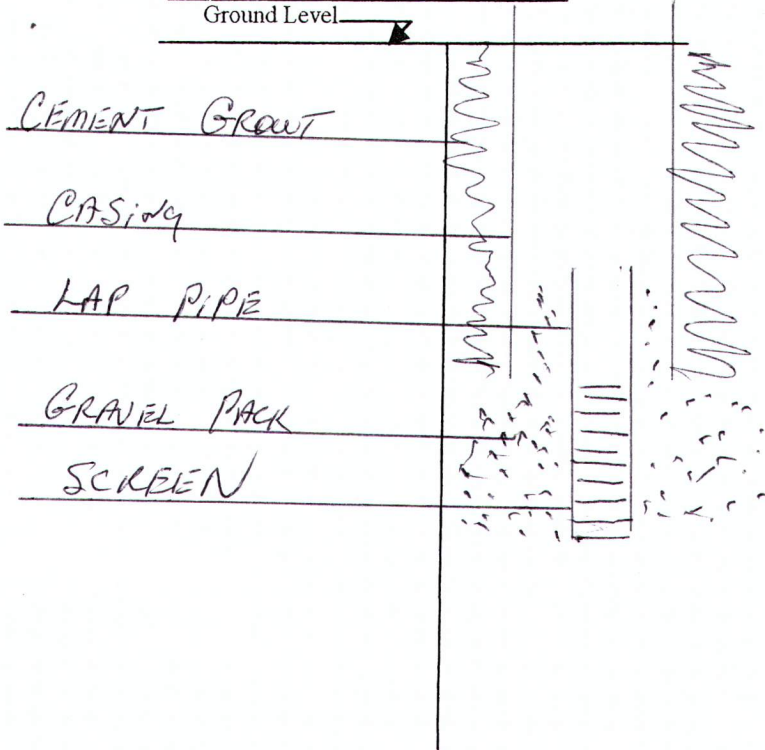 Ground Level
CEMENT GROUT
CASiNg
LAP PiPE
GRAVEL PACK
SCREEN